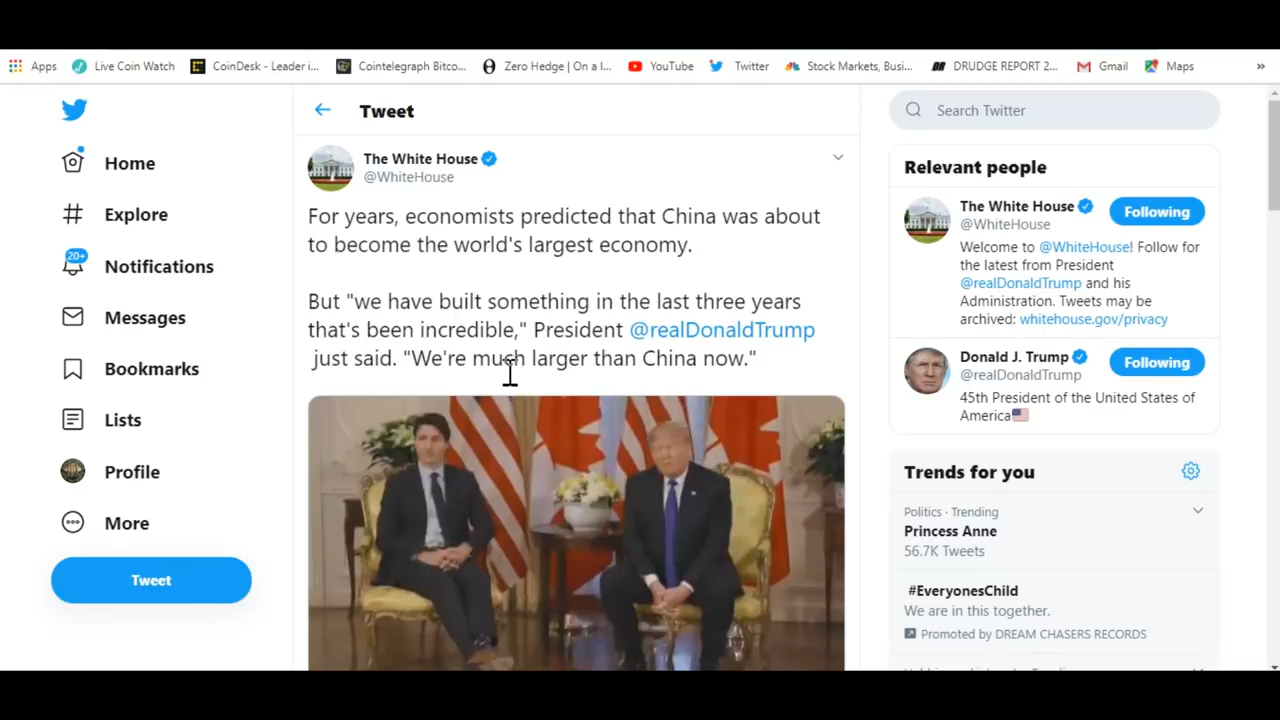 Apps Live Coin Watch CoinDesk - Leader i... Cointelegraph Bitco... Zero Hedge | On a l... YouTube Twitter Stock Markets, Busi... DRUDGE REPORT 2... Gmail Maps »
Home
Explore
20+
Notifications
Messages
Bookmarks
Lists
Profile
More
Tweet
Tweet
The White House
@WhiteHouse
For years, economists predicted that China was about
to become the world's largest economy.
But "we have built something in the last three years
that's been incredible," President @realDonaldTrump
just said. "We're much larger than China now."
Search Twitter
Relevant people
The White House
@WhiteHouse
Following
Welcome to @WhiteHouse! Follow for
the latest from President
@realDonaldTrump and his
Administration. Tweets may be
archived: whitehouse.gov/privacy
Donald J. Trump
@realDonaldTrump
Following
45th President of the United States of
America
Trends for you
Politics · Trending
Princess Anne
56.7K Tweets
#EveryonesChild
We are in this together.
Promoted by DREAM CHASERS RECORDS